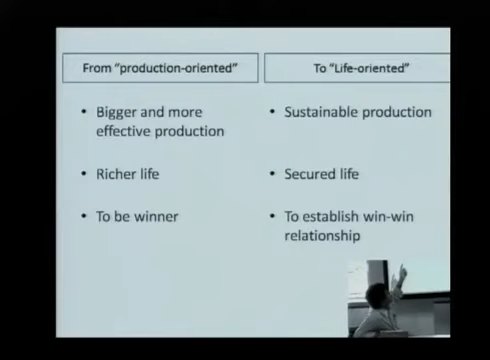 From "production-oriented"
To "Life-oriented"
• Bigger and more
effective production
• Sustainable production
• Richer life
• Secured life
• To be winner
• To establish win-win
relationship